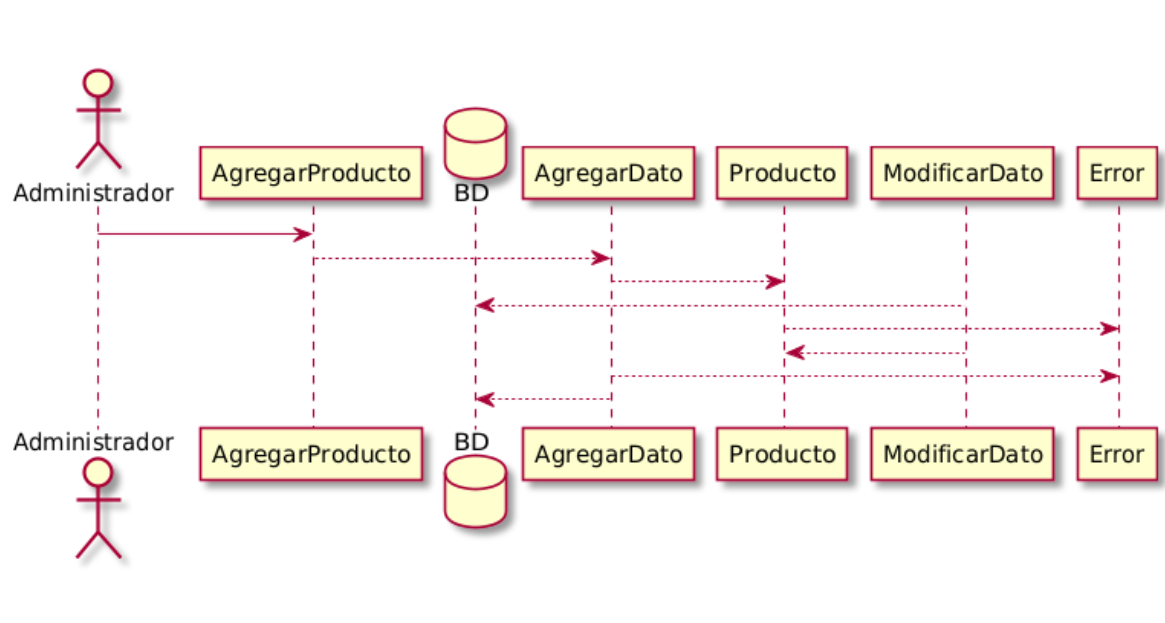 Administrador
AgregarProducto
BD
AgregarDato
Producto
ModificarDato
Error
Administrador
AgregarProducto
BD
AgregarDato
Producto
ModificarDato
Error